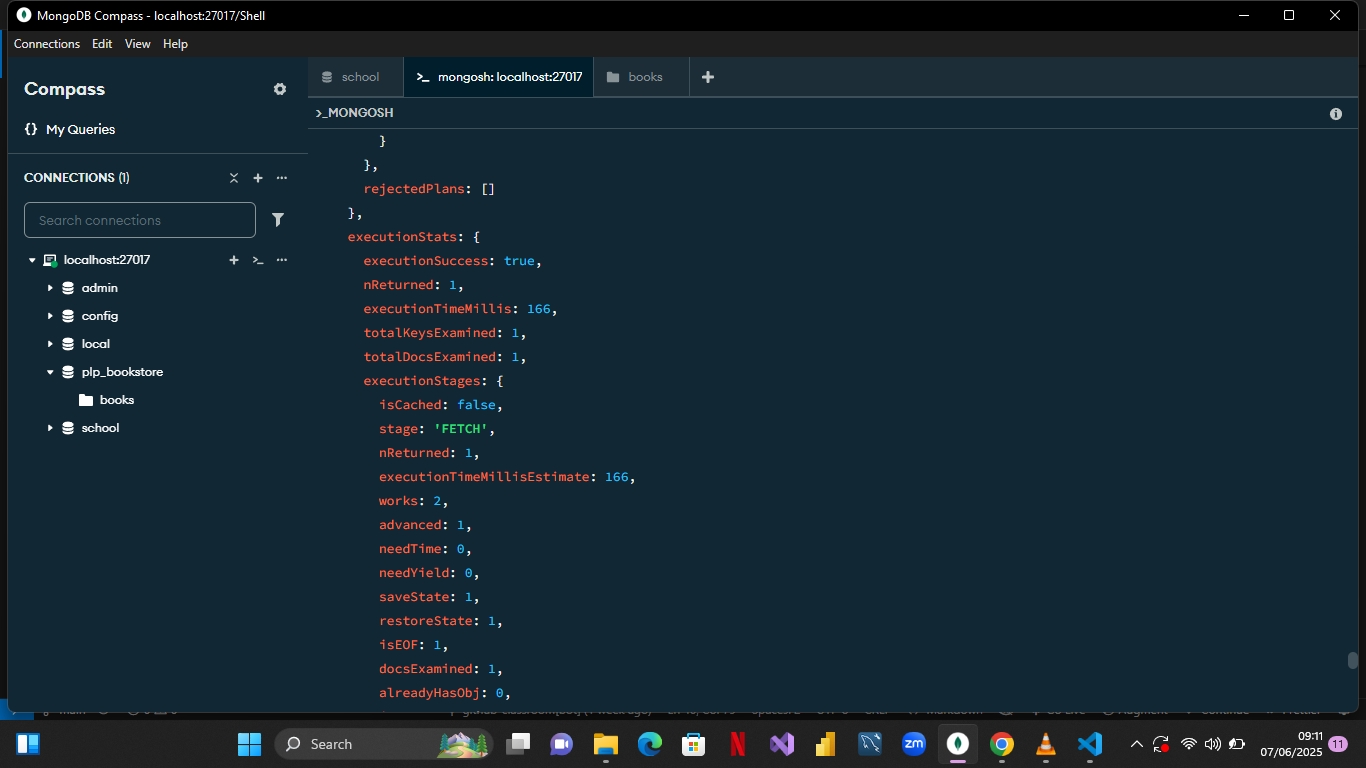 MongoDB Compass - localhost:27017/Shell
Connections Edit View Help
Compass
{} My Queries
CONNECTIONS (1)
Search connections
localhost:27017
admin
config
local
plp_bookstore
books
school
school
>_ mongosh: localhost:27017
books
>_MONGOSH
}
},
rejectedPlans: []
},
executionStats: {
executionSuccess: true,
nReturned: 1,
executionTimeMillis: 166,
totalKeysExamined: 1,
totalDocsExamined: 1,
executionStages: {
isCached: false,
stage: 'FETCH',
nReturned: 1,
executionTimeMillisEstimate: 166,
works: 2,
advanced: 1,
needTime: 0,
needYield: 0,
saveState: 1,
restoreState: 1,
isEOF: 1,
docsExamined: 1,
alreadyHasObj: 0,
Search
zm
09:11
07/06/2025
11